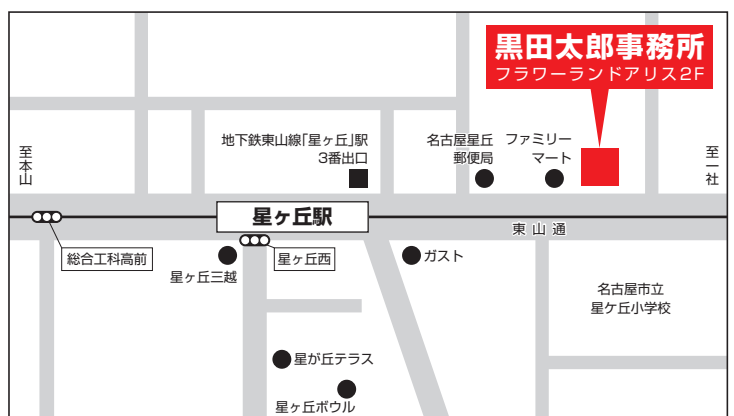 黒田太郎事務所
フラワーランドアリス2F
地下鉄東山線「星ヶ丘」駅
3番出口
名古屋星丘
郵便局
ファミリー
マート
至本山
至一社
星ヶ丘駅
東山通
総合工科高前
星ヶ丘三越
星ヶ丘西
ガスト
名古屋市立
星ケ丘小学校
星が丘テラス
星ヶ丘ボウル